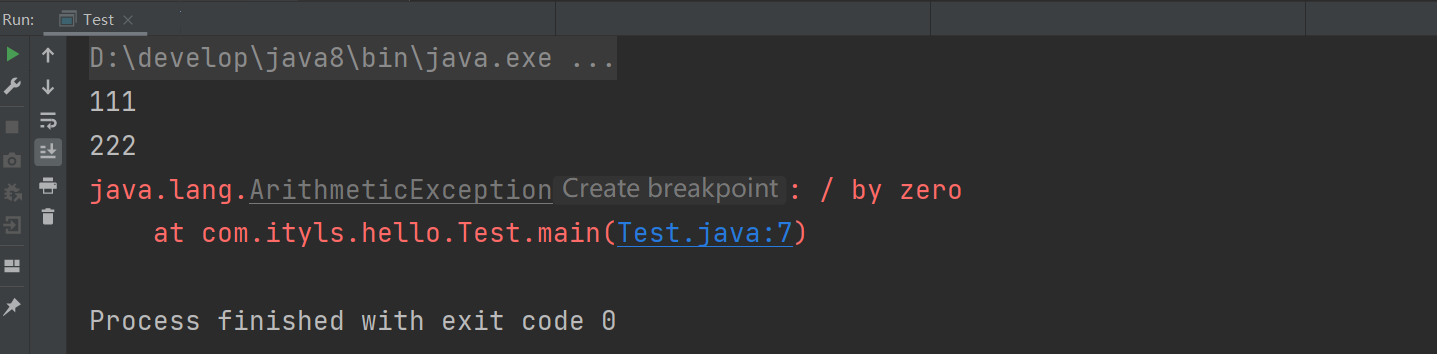 Run: Test
D:\develop\java8\bin\java.exe ...
111
222
java.lang.ArithmeticException Create breakpoint : / by zero
    at com.ityls.hello.Test.main(Test.java:7)
Process finished with exit code 0